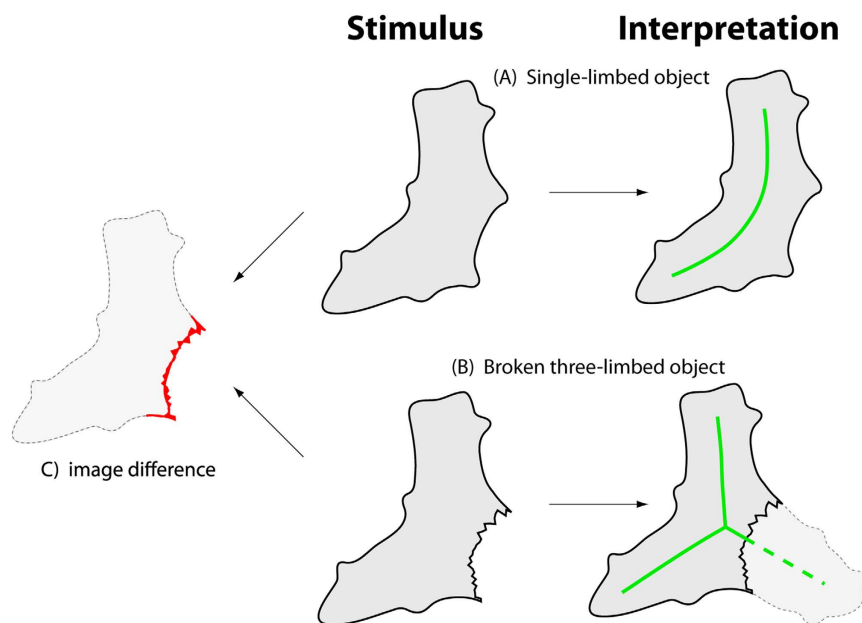 Stimulus Interpretation
(A) Single-limbed object
(B) Broken three-limbed object
C) image difference